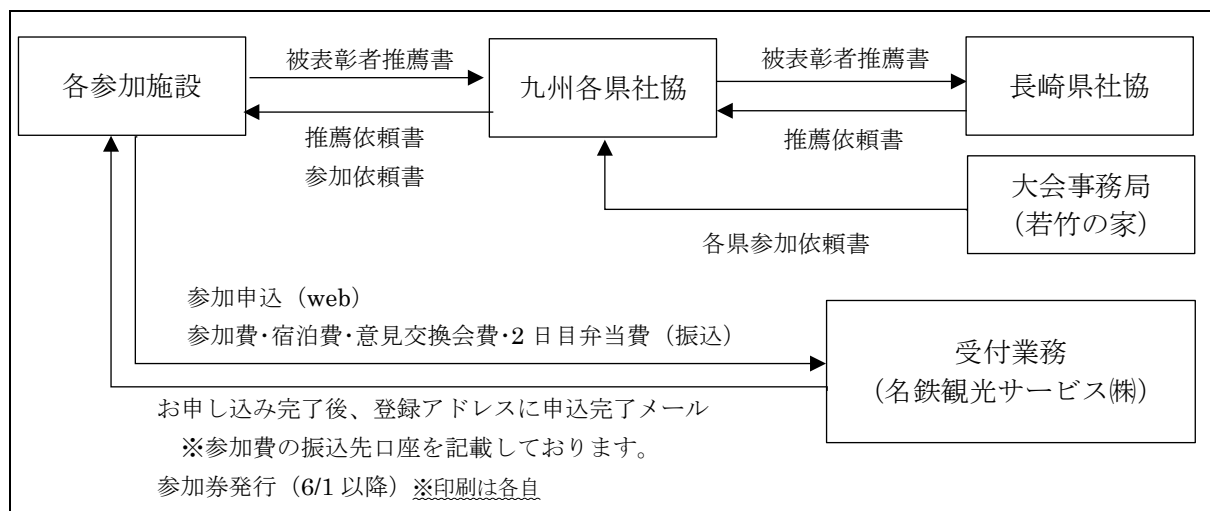 被表彰者推薦書
被表彰者推薦書
各参加施設
九州各県社協
長崎県社協
推薦依頼書
参加依頼書
推薦依頼書
大会事務局
（若竹の家）
各県参加依頼書
参加申込（web）
参加費・宿泊費・意見交換会費・2 日目弁当費（振込）
受付業務
（名鉄観光サービス㈱）
お申し込み完了後、登録アドレスに申込完了メール
※参加費の振込先口座を記載しております。
参加券発行（6/1 以降）※印刷は各自